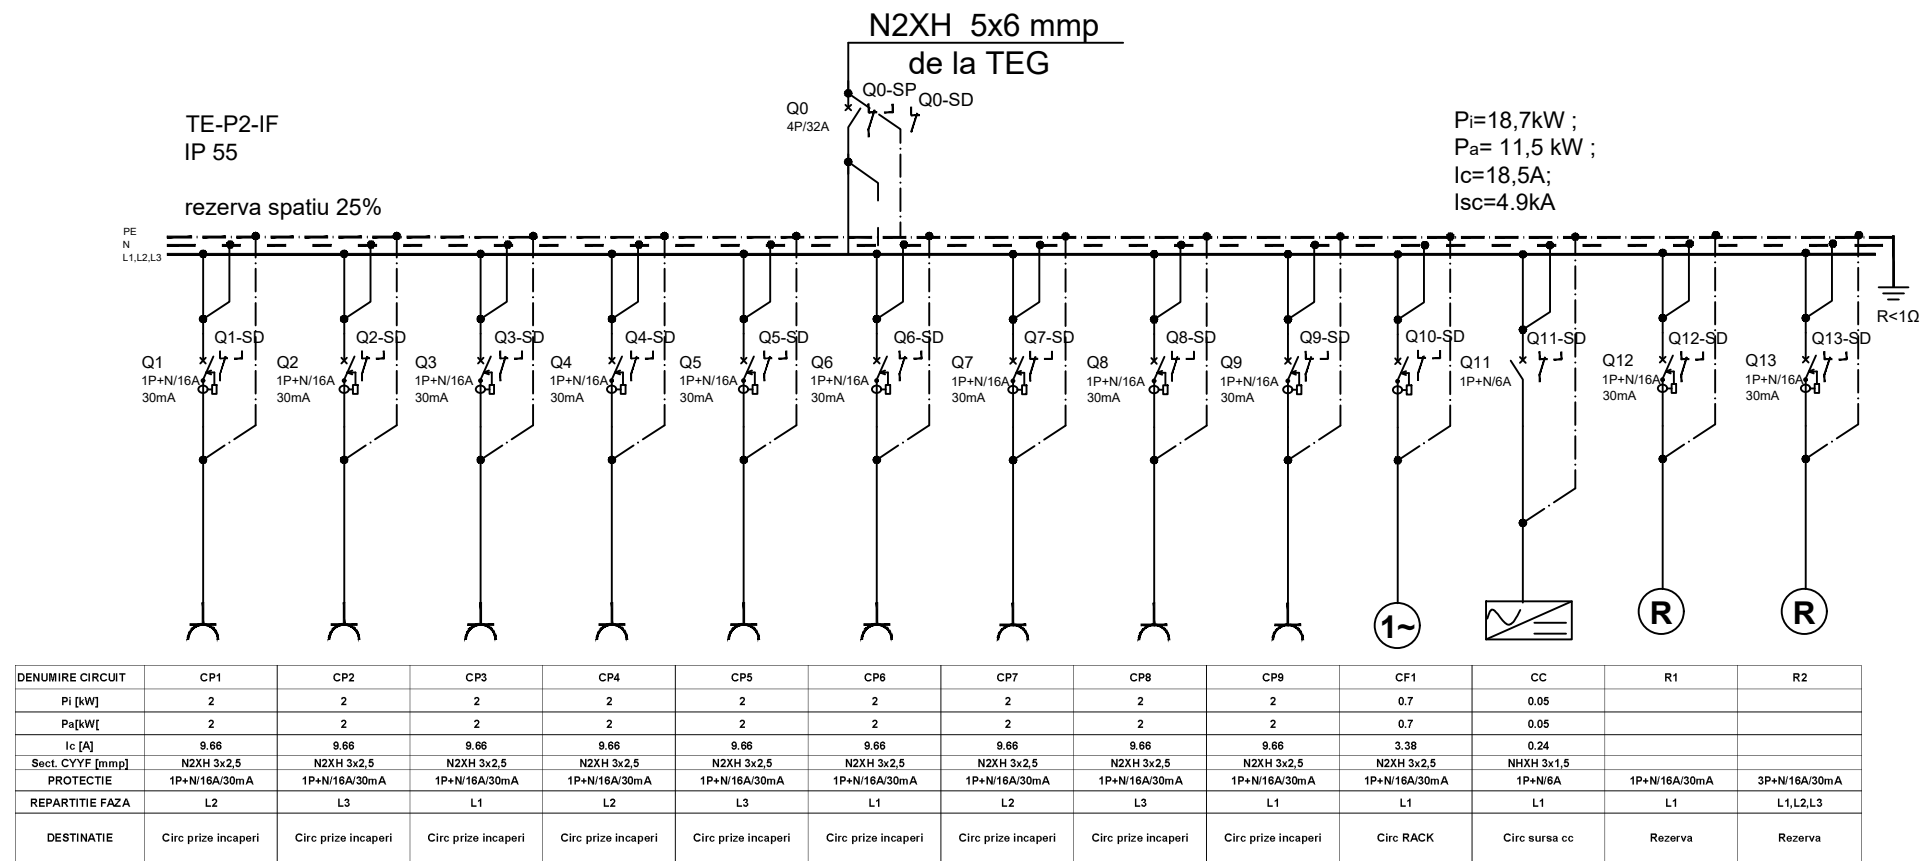 N2XH 5x6 mmp
de la TEG
Q0-SP
Q0-SD
Q0
4P/32A
TE-P2-IF
IP 55
rezerva spatiu 25%
Pi=18,7kW ;
Pa= 11,5 kW ;
Ic=18,5A;
Isc=4.9kA
PE
N
L1,L2,L3
R<1Ω
Q1-SD Q2-SD Q3-SD Q4-SD Q5-SD Q6-SD Q7-SD Q8-SD Q9-SD Q10-SD Q11-SD Q12-SD Q13-SD
Q1 Q2 Q3 Q4 Q5 Q6 Q7 Q8 Q9 Q11 Q12 Q13
1P+N/16A 1P+N/16A 1P+N/16A 1P+N/16A 1P+N/16A 1P+N/16A 1P+N/16A 1P+N/16A 1P+N/16A 1P+N/6A 1P+N/16A 1P+N/16A
30mA 30mA 30mA 30mA 30mA 30mA 30mA 30mA 30mA 30mA 30mA
1~ R R
DENUMIRE CIRCUIT CP1 CP2 CP3 CP4 CP5 CP6 CP7 CP8 CP9 CF1 CC R1 R2
Pi [kW] 2 2 2 2 2 2 2 2 2 0.7 0.05
Pa[kW[ 2 2 2 2 2 2 2 2 2 0.7 0.05
Ic [A] 9.66 9.66 9.66 9.66 9.66 9.66 9.66 9.66 9.66 3.38 0.24
Sect. CYYF [mmp] N2XH 3x2,5 N2XH 3x2,5 N2XH 3x2,5 N2XH 3x2,5 N2XH 3x2,5 N2XH 3x2,5 N2XH 3x2,5 N2XH 3x2,5 N2XH 3x2,5 N2XH 3x2,5 NHXH 3x1,5
PROTECTIE 1P+N/16A/30mA 1P+N/16A/30mA 1P+N/16A/30mA 1P+N/16A/30mA 1P+N/16A/30mA 1P+N/16A/30mA 1P+N/16A/30mA 1P+N/16A/30mA 1P+N/16A/30mA 1P+N/16A/30mA 1P+N/6A 1P+N/16A/30mA 3P+N/16A/30mA
REPARTITIE FAZA L2 L3 L1 L2 L3 L1 L2 L3 L1 L1 L1 L1 L1,L2,L3
DESTINATIE Circ prize incaperi Circ prize incaperi Circ prize incaperi Circ prize incaperi Circ prize incaperi Circ prize incaperi Circ prize incaperi Circ prize incaperi Circ prize incaperi Circ RACK Circ sursa cc Rezerva Rezerva